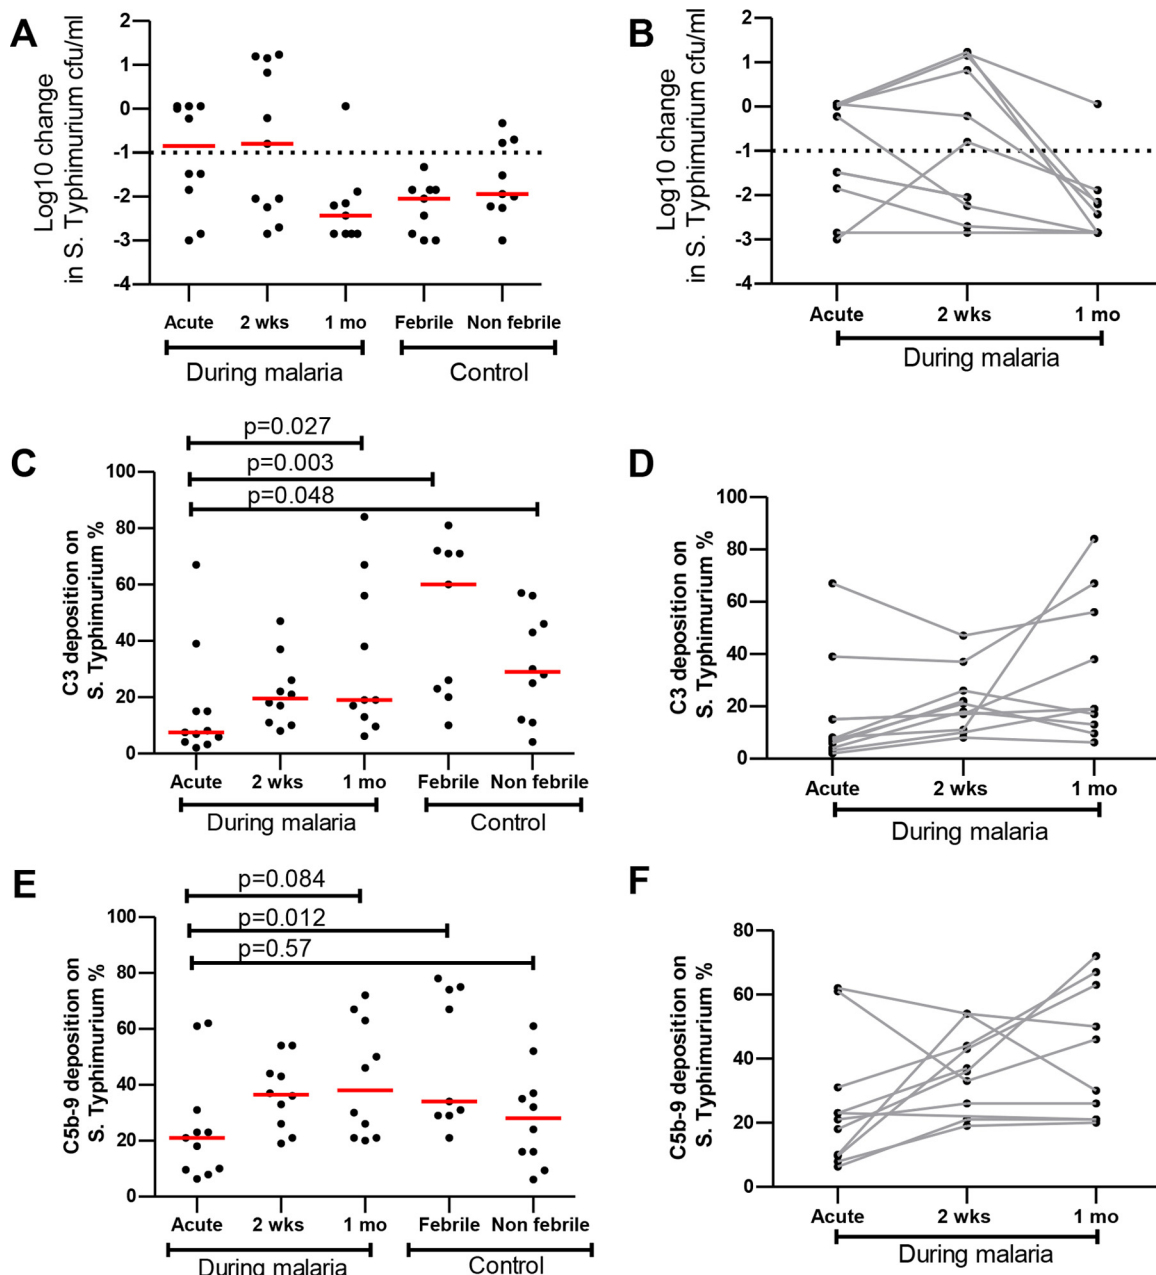 A
Log10 change
in S. Typhimurium cfu/ml
2
1
0
-1
-2
-3
-4
Acute 2 wks 1 mo Febrile Non febrile
During malaria Control
B
Log10 change
in S. Typhimurium cfu/ml
2
1
0
-1
-2
-3
-4
Acute 2 wks 1 mo
During malaria
C
p=0.027
p=0.003
p=0.048
C3 deposition on
S. Typhimurium %
100
80
60
40
20
0
Acute 2 wks 1 mo Febrile Non febrile
During malaria Control
D
C3 deposition on
S. Typhimurium %
100
80
60
40
20
0
Acute 2 wks 1 mo
During malaria
E
p=0.084
p=0.012
p=0.57
C5b-9 deposition on
S. Typhimurium %
100
80
60
40
20
0
Acute 2 wks 1 mo Febrile Non febrile
During malaria Control
F
C5b-9 deposition on
S. Typhimurium %
80
60
40
20
0
Acute 2 wks 1 mo
During malaria